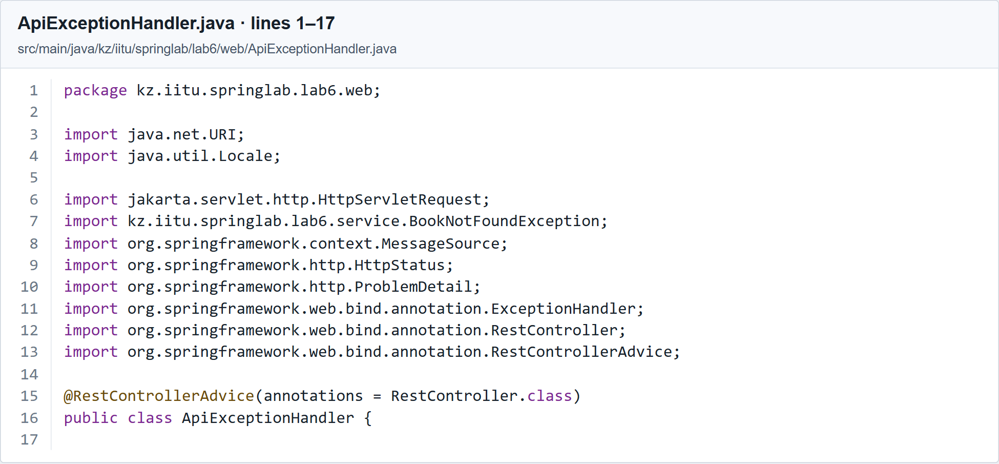 ApiExceptionHandler.java · lines 1–17
src/main/java/kz/iitu/springlab/lab6/web/ApiExceptionHandler.java
1 package kz.iitu.springlab.lab6.web;
2
3 import java.net.URI;
4 import java.util.Locale;
5
6 import jakarta.servlet.http.HttpServletRequest;
7 import kz.iitu.springlab.lab6.service.BookNotFoundException;
8 import org.springframework.context.MessageSource;
9 import org.springframework.http.HttpStatus;
10 import org.springframework.http.ProblemDetail;
11 import org.springframework.web.bind.annotation.ExceptionHandler;
12 import org.springframework.web.bind.annotation.RestController;
13 import org.springframework.web.bind.annotation.RestControllerAdvice;
14
15 @RestControllerAdvice(annotations = RestController.class)
16 public class ApiExceptionHandler {
17